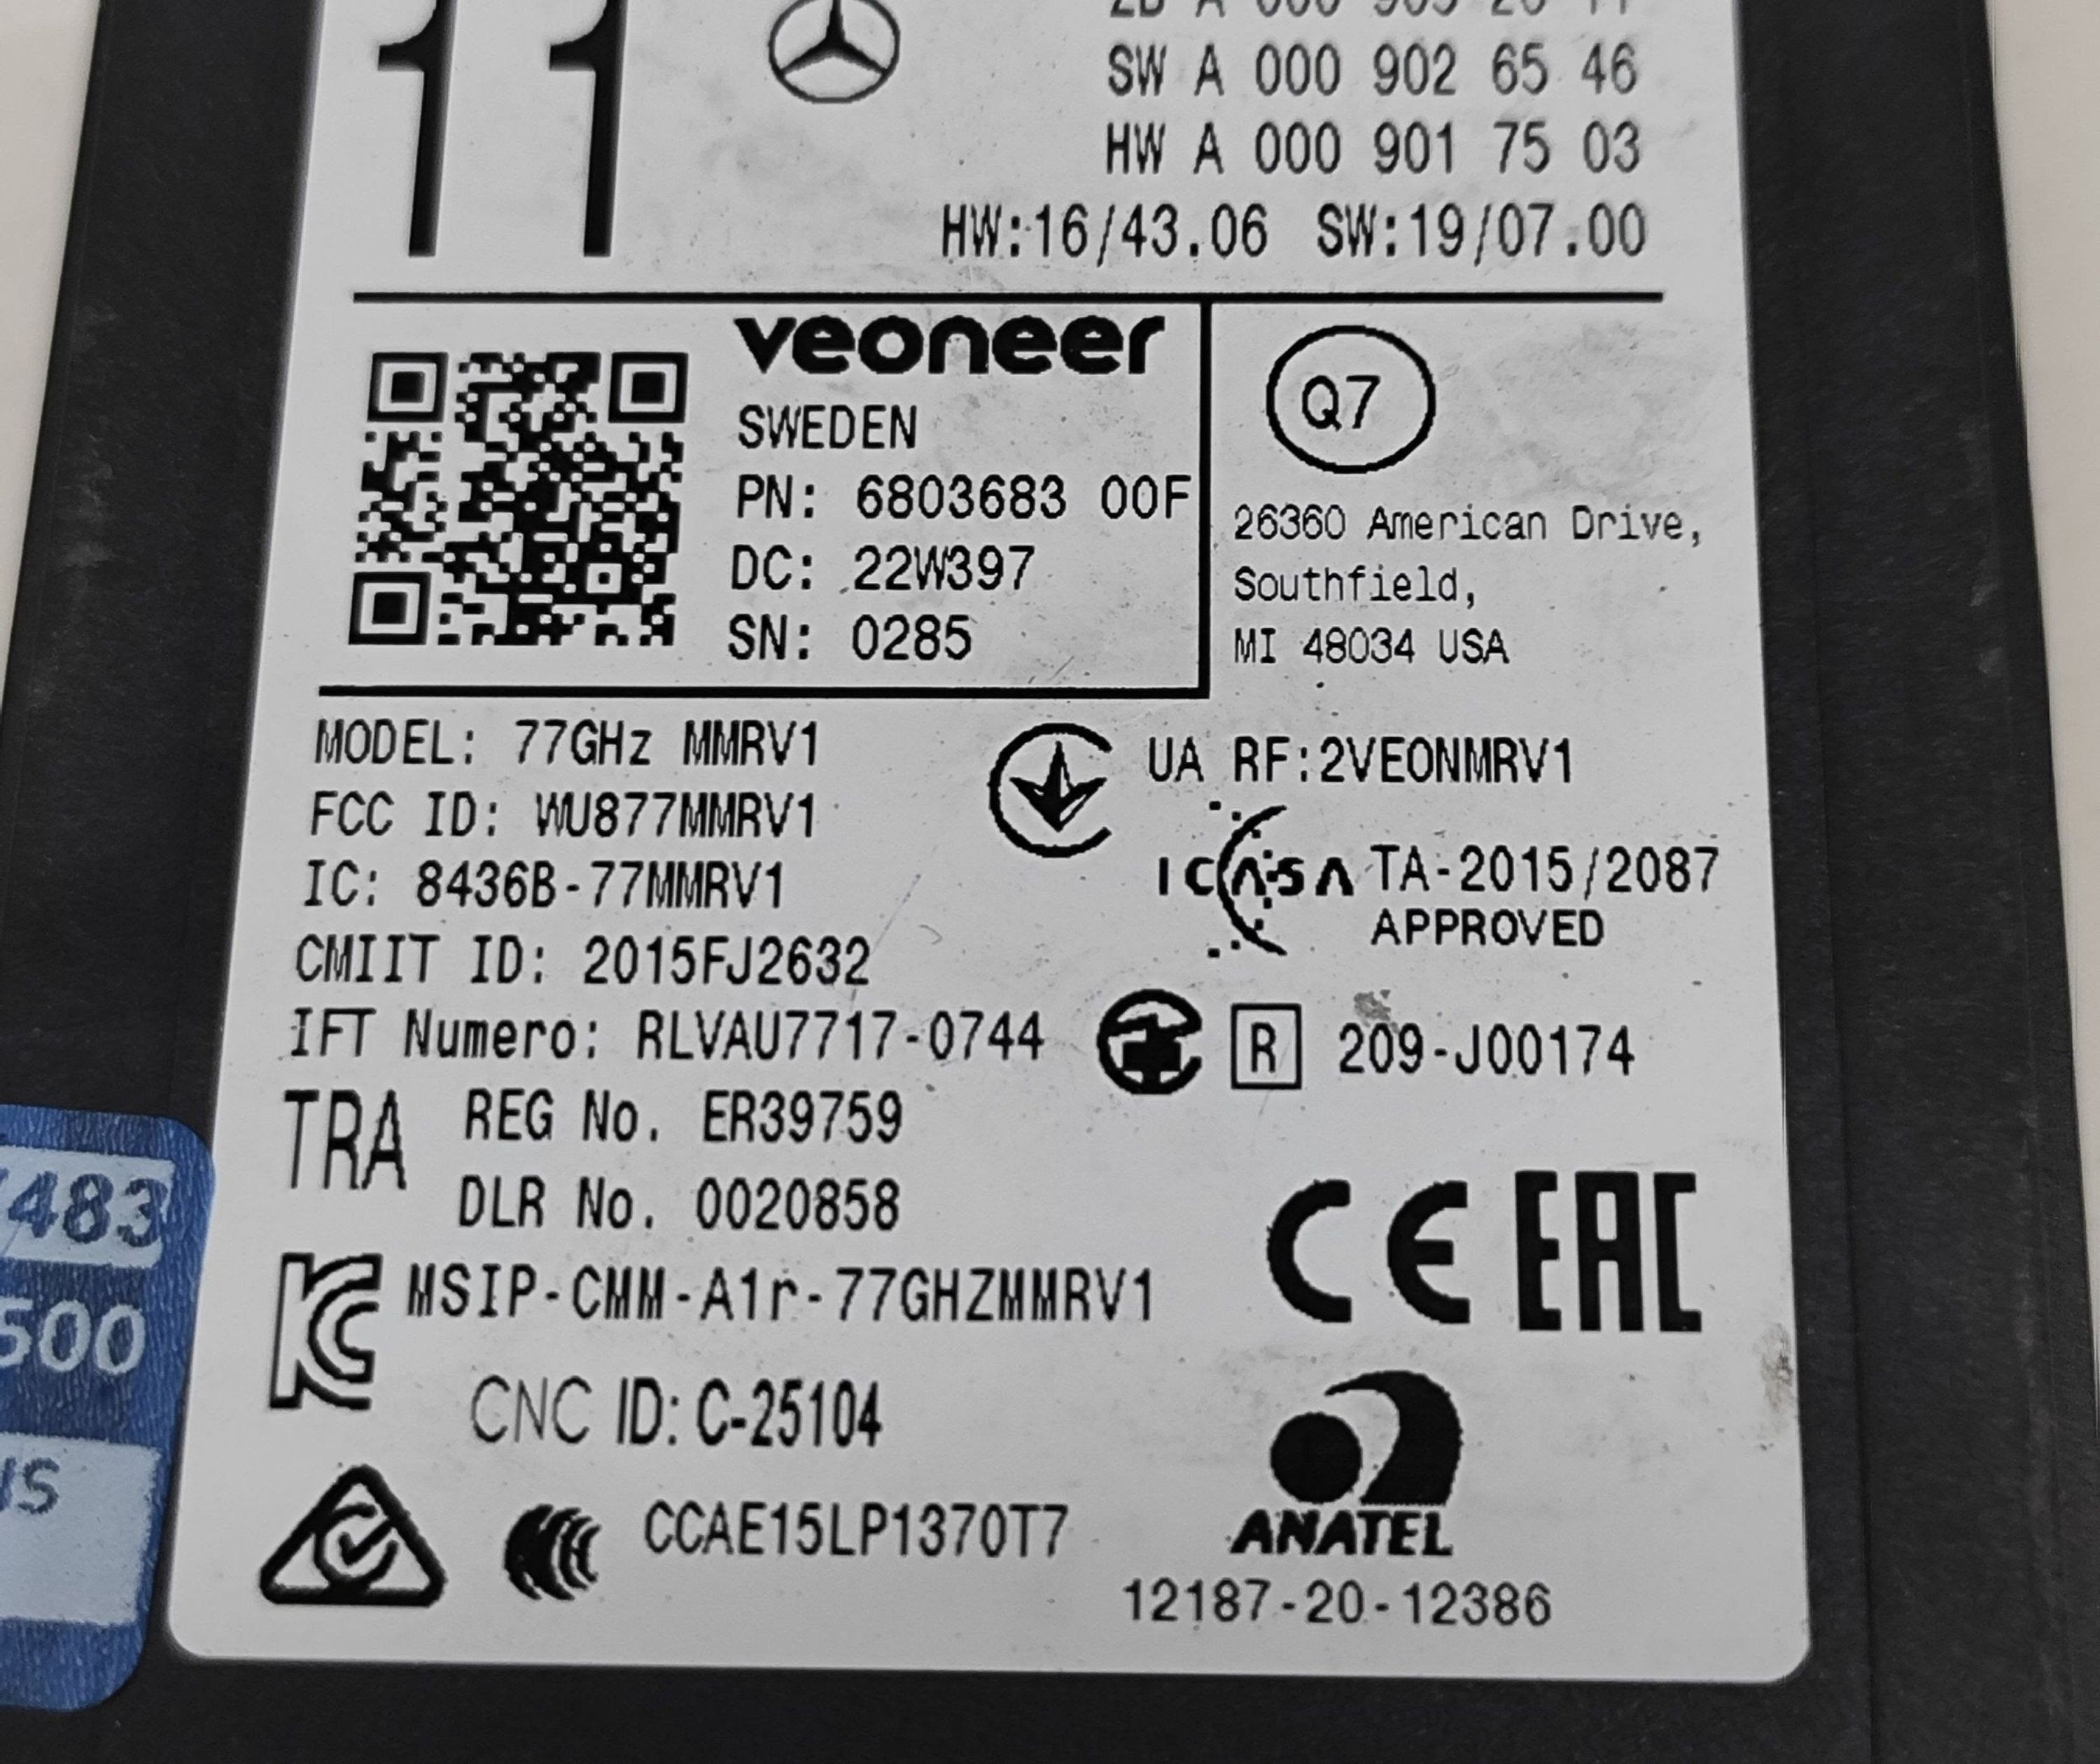 11
SW A 000 902 65 46
HW A 000 901 75 03
HW:16/43.06 SW:19/07.00
veoneer
SWEDEN
PN: 6803683 00F
DC: 22W397
SN: 0285
Q7
26360 American Drive,
Southfield,
MI 48034 USA
MODEL: 77GHz MMRV1
FCC ID: WU877MMRV1
IC: 8436B-77MMRV1
CMIIT ID: 2015FJ2632
IFT Numero: RLVAU7717-0744
UA RF:2VEONMRV1
ICASA TA-2015/2087
APPROVED
R 209-J00174
TRA REG No. ER39759
DLR No. 0020858
KC MSIP-CMM-A1r-77GHZMMRV1
CE EAC
CNC ID: C-25104
CCAE15LP1370T7
ANATEL
12187-20-12386
483
500